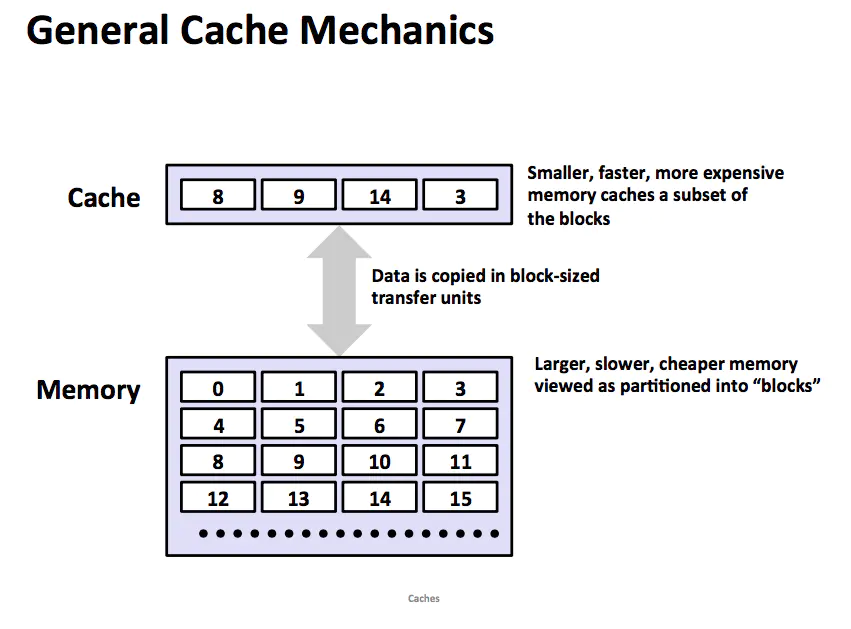 General Cache Mechanics
Cache
8 9 14 3
Smaller, faster, more expensive
memory caches a subset of
the blocks
Data is copied in block-sized
transfer units
Memory
0 1 2 3
4 5 6 7
8 9 10 11
12 13 14 15
Larger, slower, cheaper memory
viewed as partitioned into “blocks”
Caches